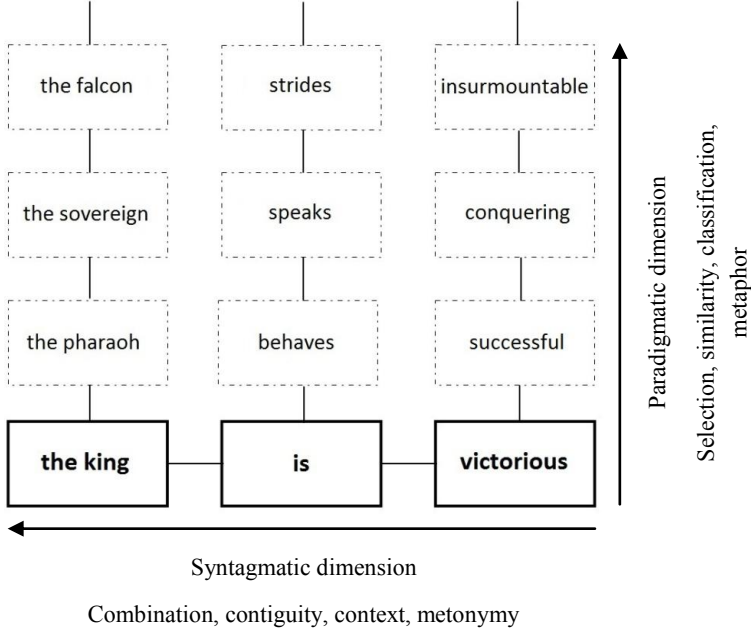 the falcon
strides
insurmountable
the sovereign
speaks
conquering
the pharaoh
behaves
successful
the king
is
victorious
Syntagmatic dimension
Combination, contiguity, context, metonymy
Paradigmatic dimension
Selection, similarity, classification,
metaphor